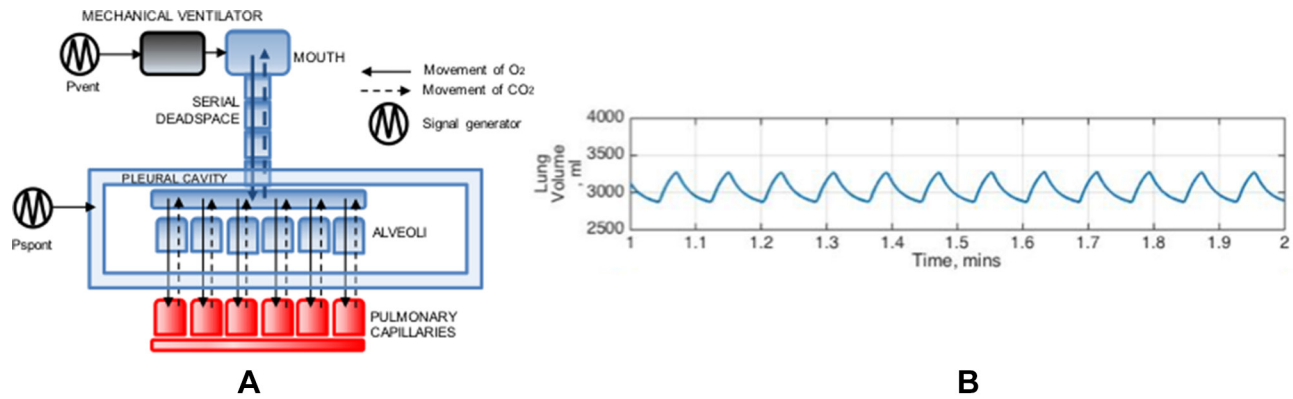 MECHANICAL VENTILATOR
Pvent
MOUTH
Movement of O2
Movement of CO2
Signal generator
SERIAL
DEADSPACE
PLEURAL CAVITY
Pspont
ALVEOLI
PULMONARY
CAPILLARIES
A
Lung
Volume
, ml
4000
3500
3000
2500
1 1.1 1.2 1.3 1.4 1.5 1.6 1.7 1.8 1.9 2
Time, mins
B